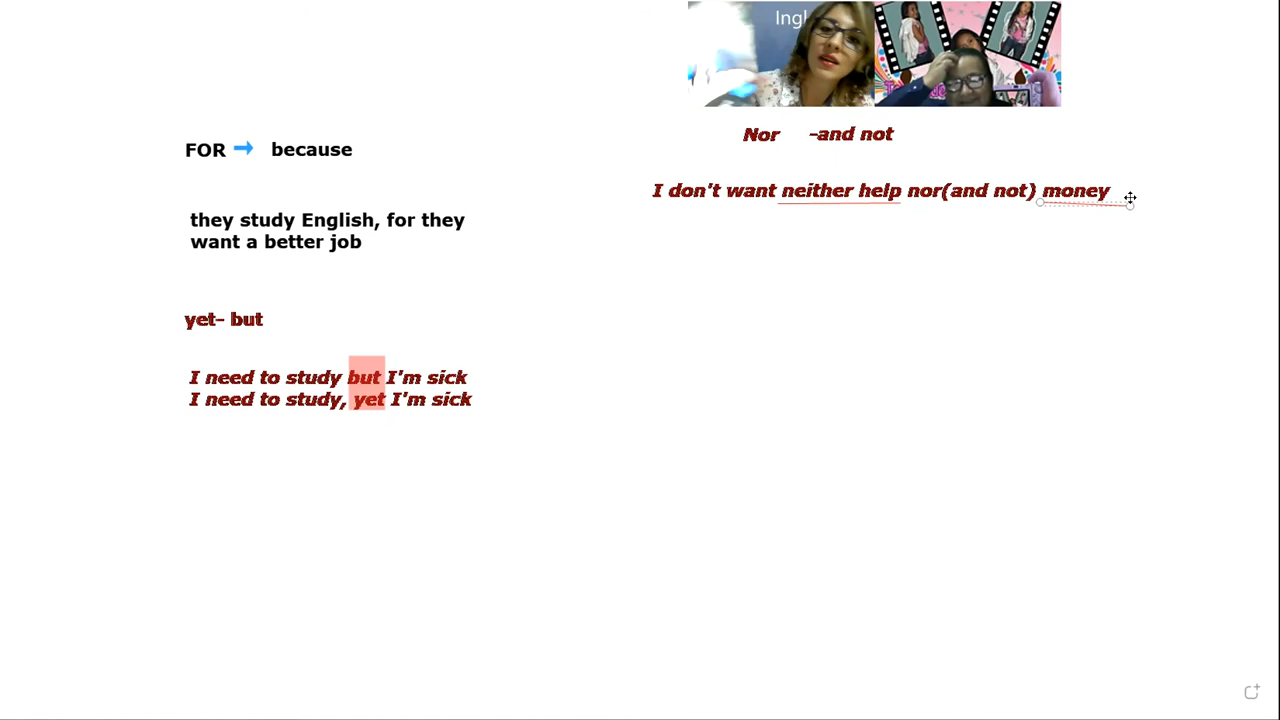 Ingl
Nor -and not
FOR because
I don't want neither help nor(and not) money
they study English, for they
want a better job
yet- but
I need to study but I'm sick
I need to study, yet I'm sick